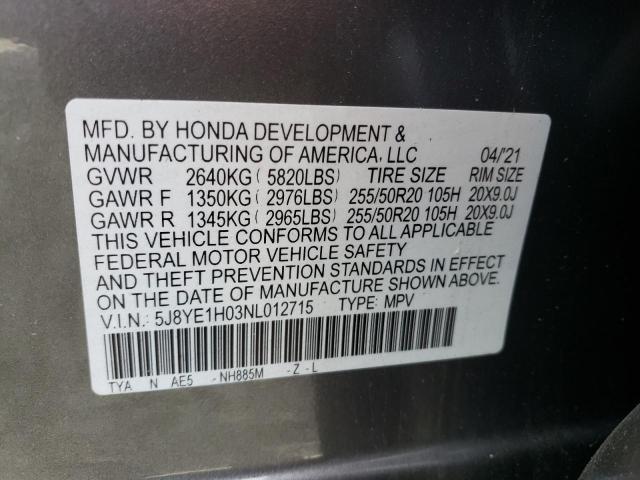 MFD. BY HONDA DEVELOPMENT &
MANUFACTURING OF AMERICA, LLC 04/'21
GVWR 2640KG ( 5820LBS) TIRE SIZE RIM SIZE
GAWR F 1350KG ( 2976LBS) 255/50R20 105H 20X9.0J
GAWR R 1345KG ( 2965LBS) 255/50R20 105H 20X9.0J
THIS VEHICLE CONFORMS TO ALL APPLICABLE
FEDERAL MOTOR VEHICLE SAFETY
AND THEFT PREVENTION STANDARDS IN EFFECT
ON THE DATE OF MANUFACTURE SHOWN ABOVE.
V.I.N.: 5J8YE1H03NL012715 TYPE: MPV
TYA N AE5 -NH885M -Z-L